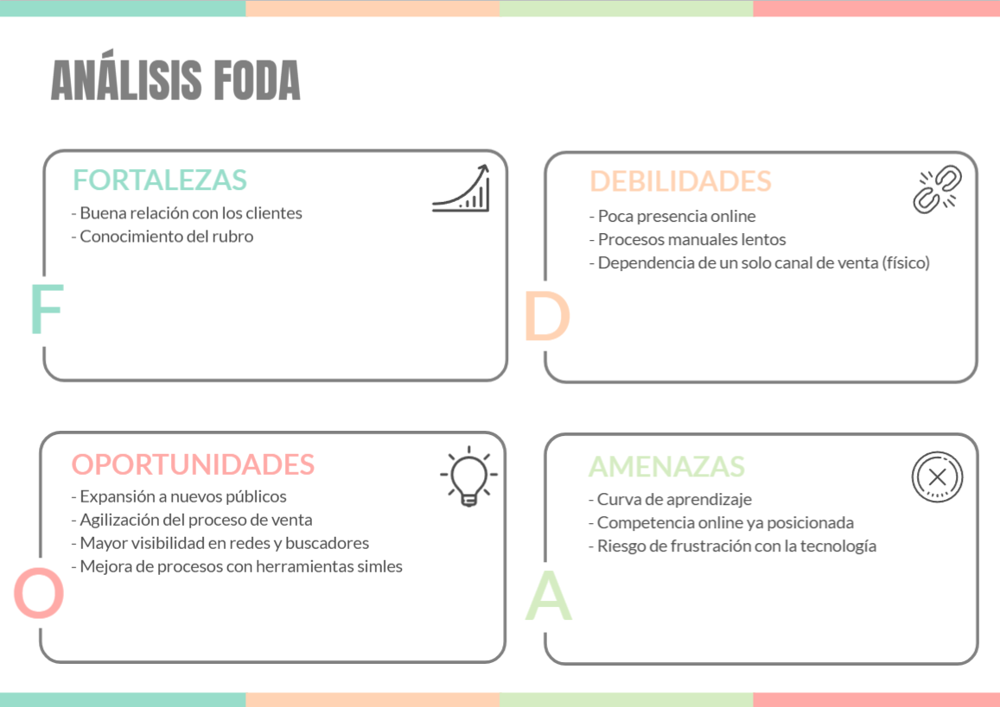 ANÁLISIS FODA
FORTALEZAS
- Buena relación con los clientes
- Conocimiento del rubro
F
DEBILIDADES
- Poca presencia online
- Procesos manuales lentos
- Dependencia de un solo canal de venta (físico)
D
OPORTUNIDADES
- Expansión a nuevos públicos
- Agilización del proceso de venta
- Mayor visibilidad en redes y buscadores
- Mejora de procesos con herramientas simles
O
AMENAZAS
- Curva de aprendizaje
- Competencia online ya posicionada
- Riesgo de frustración con la tecnología
A